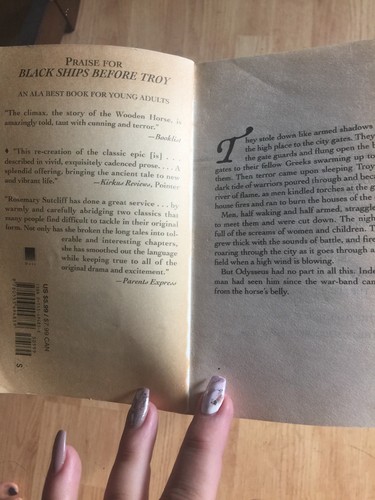 PRAISE FOR
BLACK SHIPS BEFORE TROY
AN ALA BEST BOOK FOR YOUNG ADULTS
"The climax, the story of the Wooden Horse, is
amazingly told, taut with cunning and terror."
—Booklist
♦ "This re-creation of the classic epic [is] . . .
described in vivid, exquisitely cadenced prose. . . . A
splendid offering, bringing the ancient tale to new
and vibrant life."
—Kirkus Reviews, Pointer
"Rosemary Sutcliff has done a great service . . . by
warmly and carefully abridging two classics that
many people find difficult to tackle in their original
form. Not only has she broken the long tales into tol-
erable and interesting chapters,
she has smoothed out the language
while keeping true to all of the
original drama and excitement."
—Parents Express
US
CAN
They stole down like armed shadows
the high place to the city gates. They
the gate guards and flung open the
gates to their fellow Greeks swarming up to
them. Then terror came upon sleeping Troy
dark tide of warriors poured through and
river of flame, as men kindled torches at the
house fires and ran to burn the houses of the
Men, half waking and half armed,
to meet them and were cut down. The night
full of the screams of women and children. T
grew thick with the sounds of battle, and fire
roaring through the city as it goes through a
field when a high wind is blowing.
But Odysseus had no part in all this.
man had seen him since the war-band
from the horse's belly.